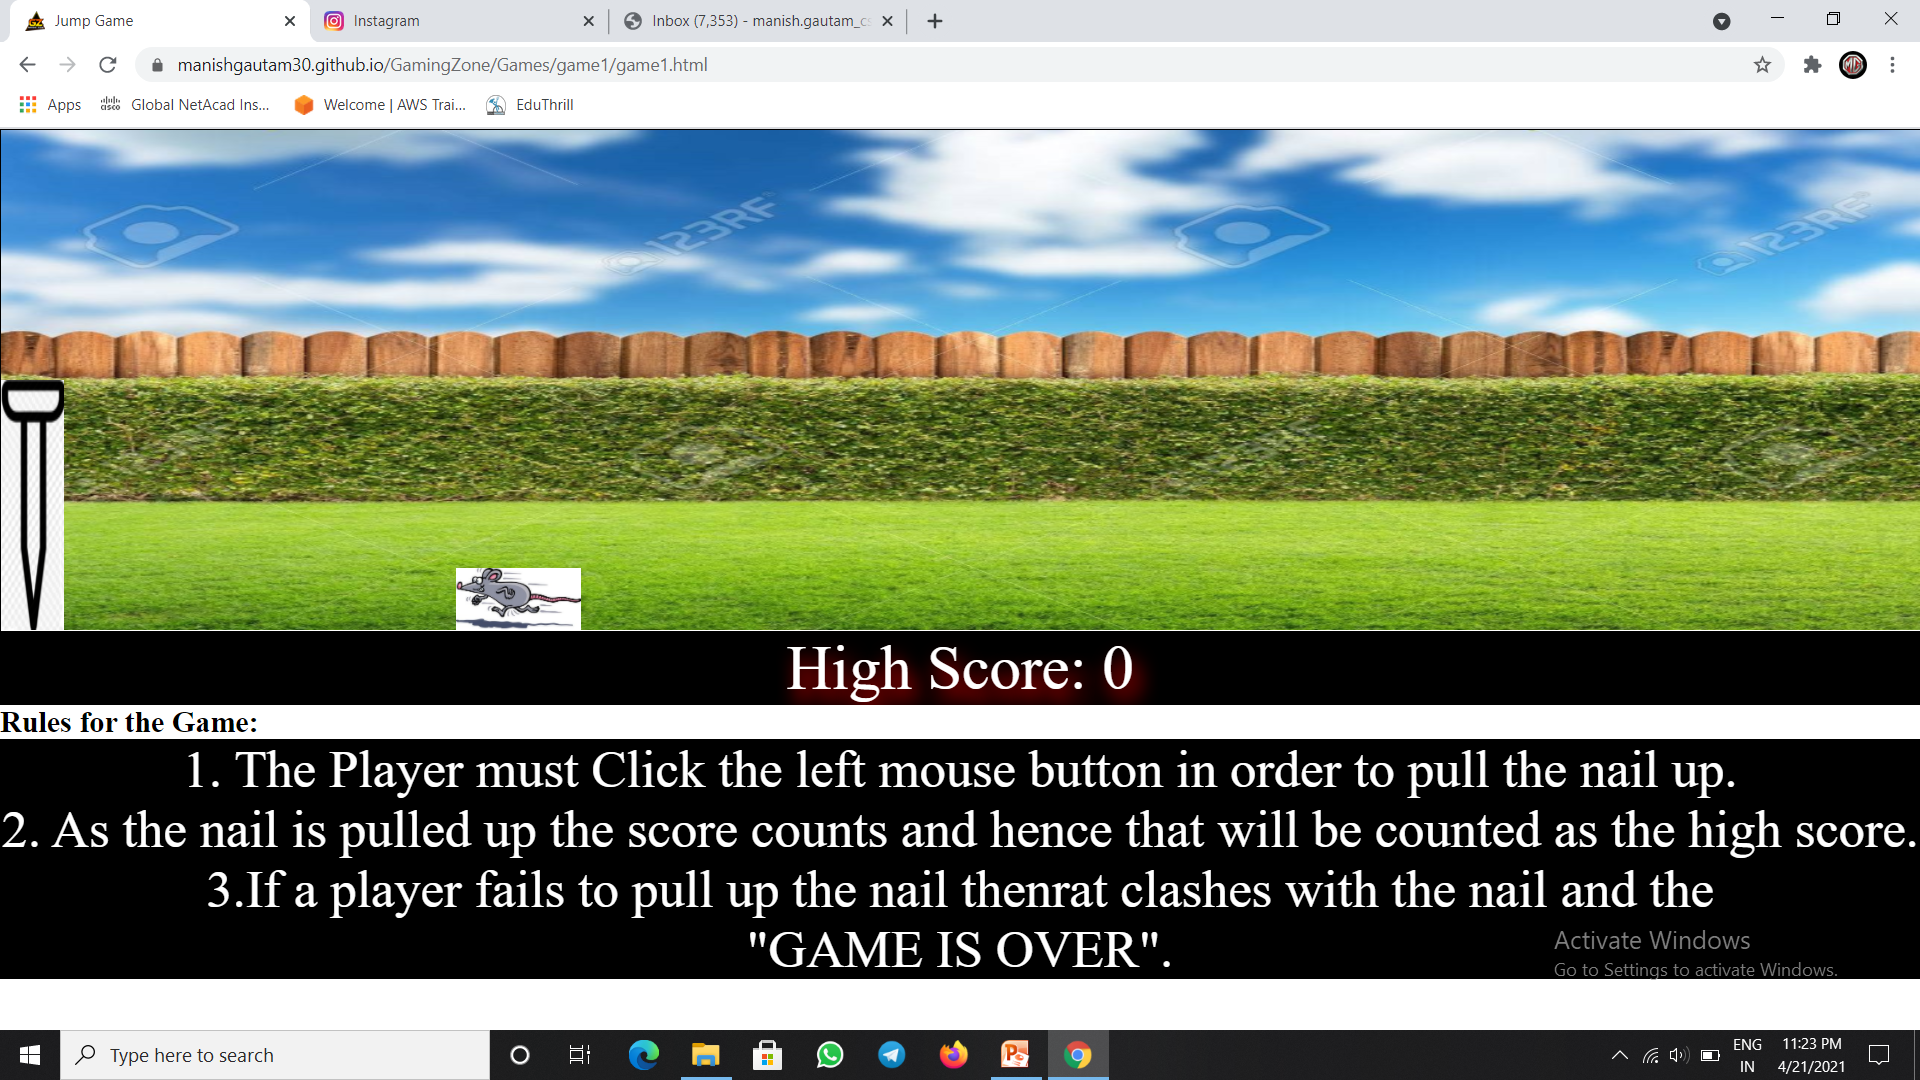 Jump Game
Instagram
Inbox (7,353) - manish.gautam_cs
manishgautam30.github.io/GamingZone/Games/game1/game1.html
Apps
Global NetAcad Ins...
Welcome | AWS Trai...
EduThrill
123RF
123RF
High Score: 0
Rules for the Game:
1. The Player must Click the left mouse button in order to pull the nail up.
2. As the nail is pulled up the score counts and hence that will be counted as the high score.
3.If a player fails to pull up the nail thenrat clashes with the nail and the
"GAME IS OVER".
Activate Windows
Go to Settings to activate Windows.
Type here to search
ENG
IN
11:23 PM
4/21/2021